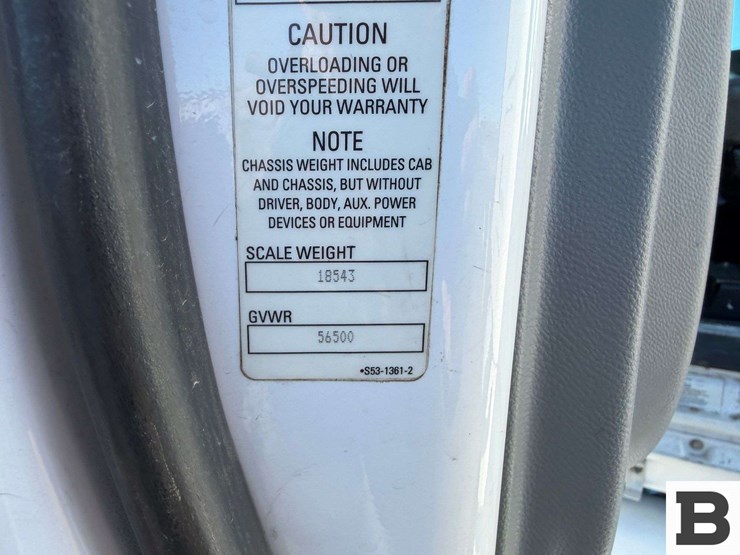 CAUTION
OVERLOADING OR
OVERSPEEDING WILL
VOID YOUR WARRANTY
NOTE
CHASSIS WEIGHT INCLUDES CAB
AND CHASSIS, BUT WITHOUT
DRIVER, BODY, AUX. POWER
DEVICES OR EQUIPMENT
SCALE WEIGHT
18543
GVWR
56500
•S53-1361-2
B